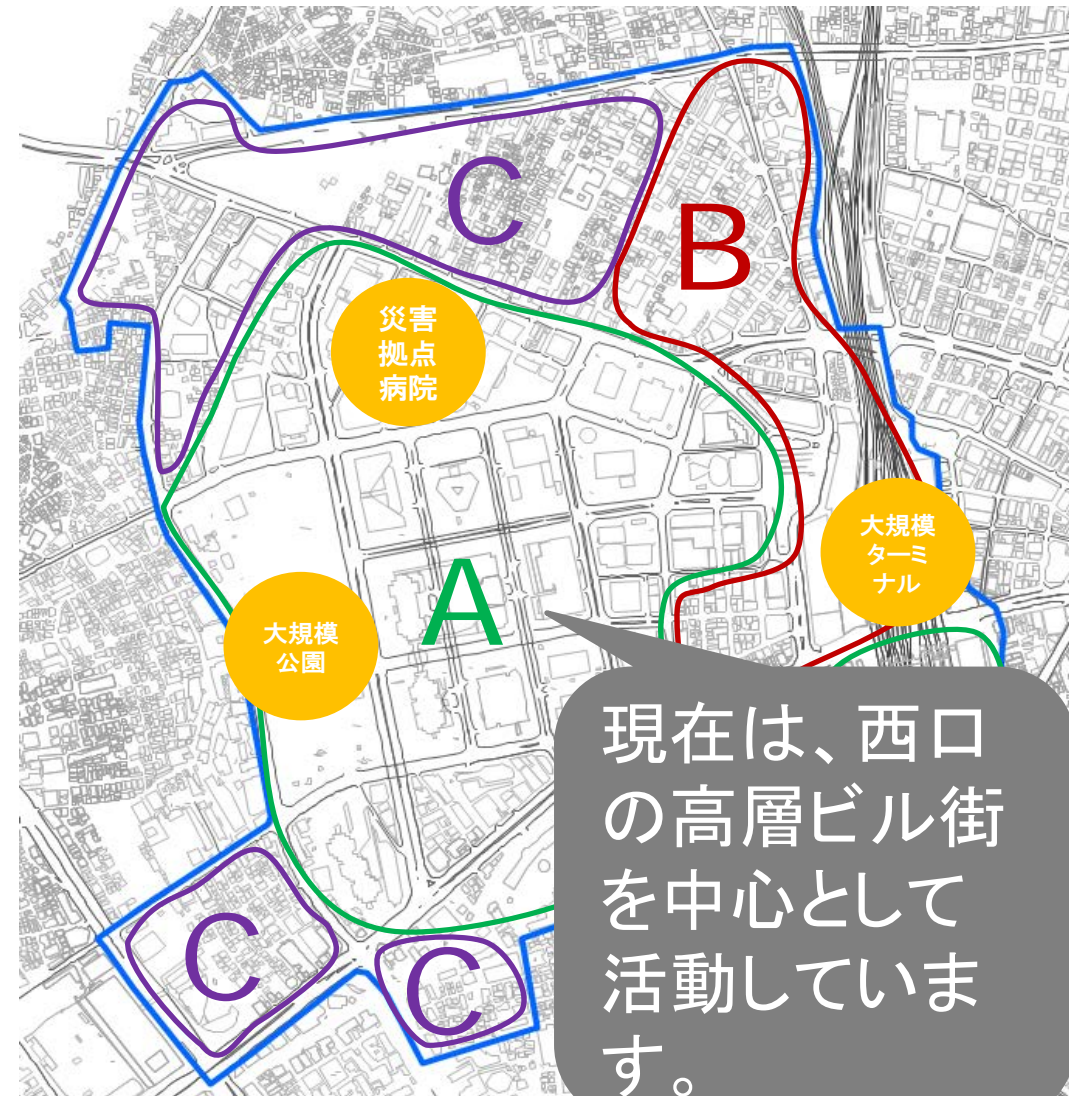 C
B
災害
拠点
病院
大規模
ターミ
ナル
A
大規模
公園
現在は、西口
の高層ビル街
を中心として
活動していま
す。
C
C